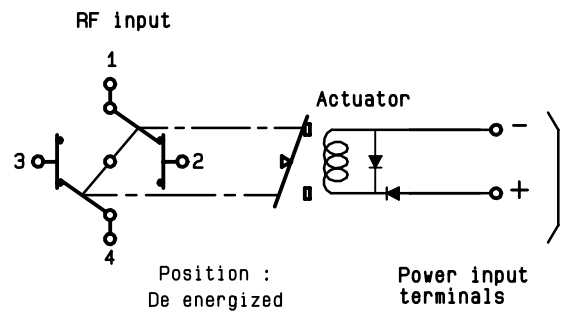 RF input
1
Actuator
-
3
2
+
4
Position :
De energized
Power input
terminals